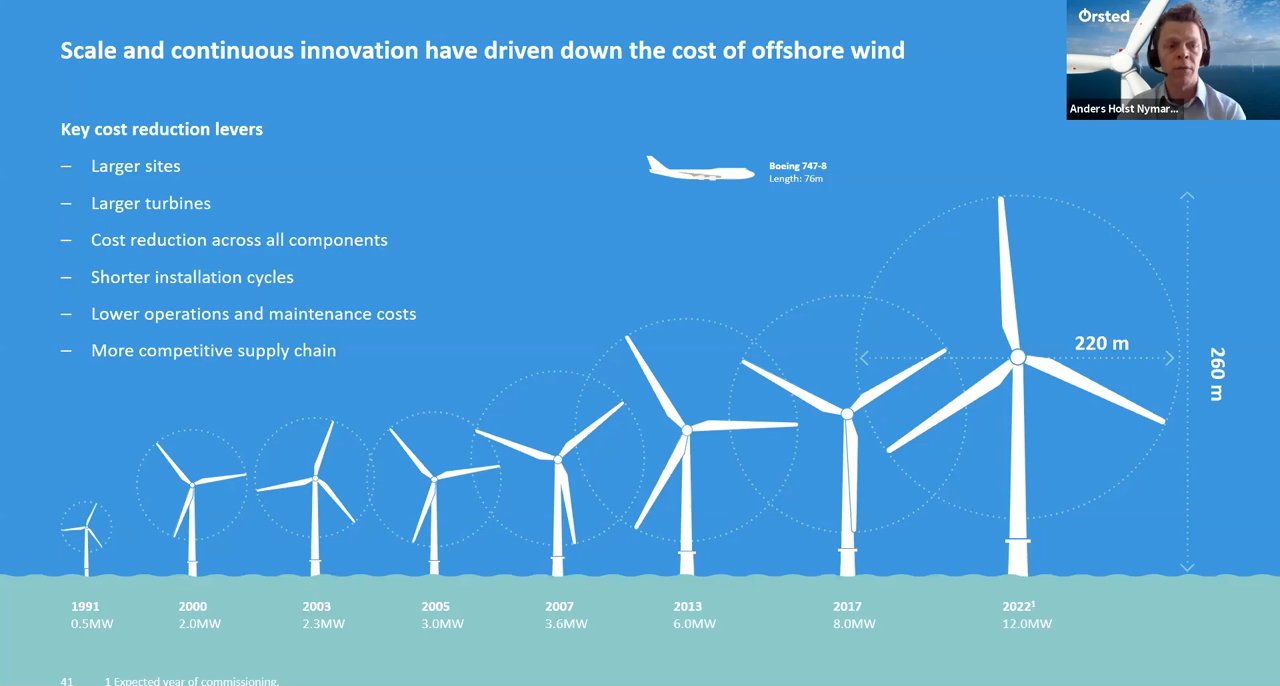 Scale and continuous innovation have driven down the cost of offshore wind
Ørsted
Anders Holst Nymar...
Key cost reduction levers
– Larger sites
– Larger turbines
– Cost reduction across all components
– Shorter installation cycles
– Lower operations and maintenance costs
– More competitive supply chain
Boeing 747-8
Length: 76m
220 m
260 m
1991
0.5MW
2000
2.0MW
2003
2.3MW
2005
3.0MW
2007
3.6MW
2013
6.0MW
2017
8.0MW
2022¹
12.0MW
41 1 Expected year of commissioning.